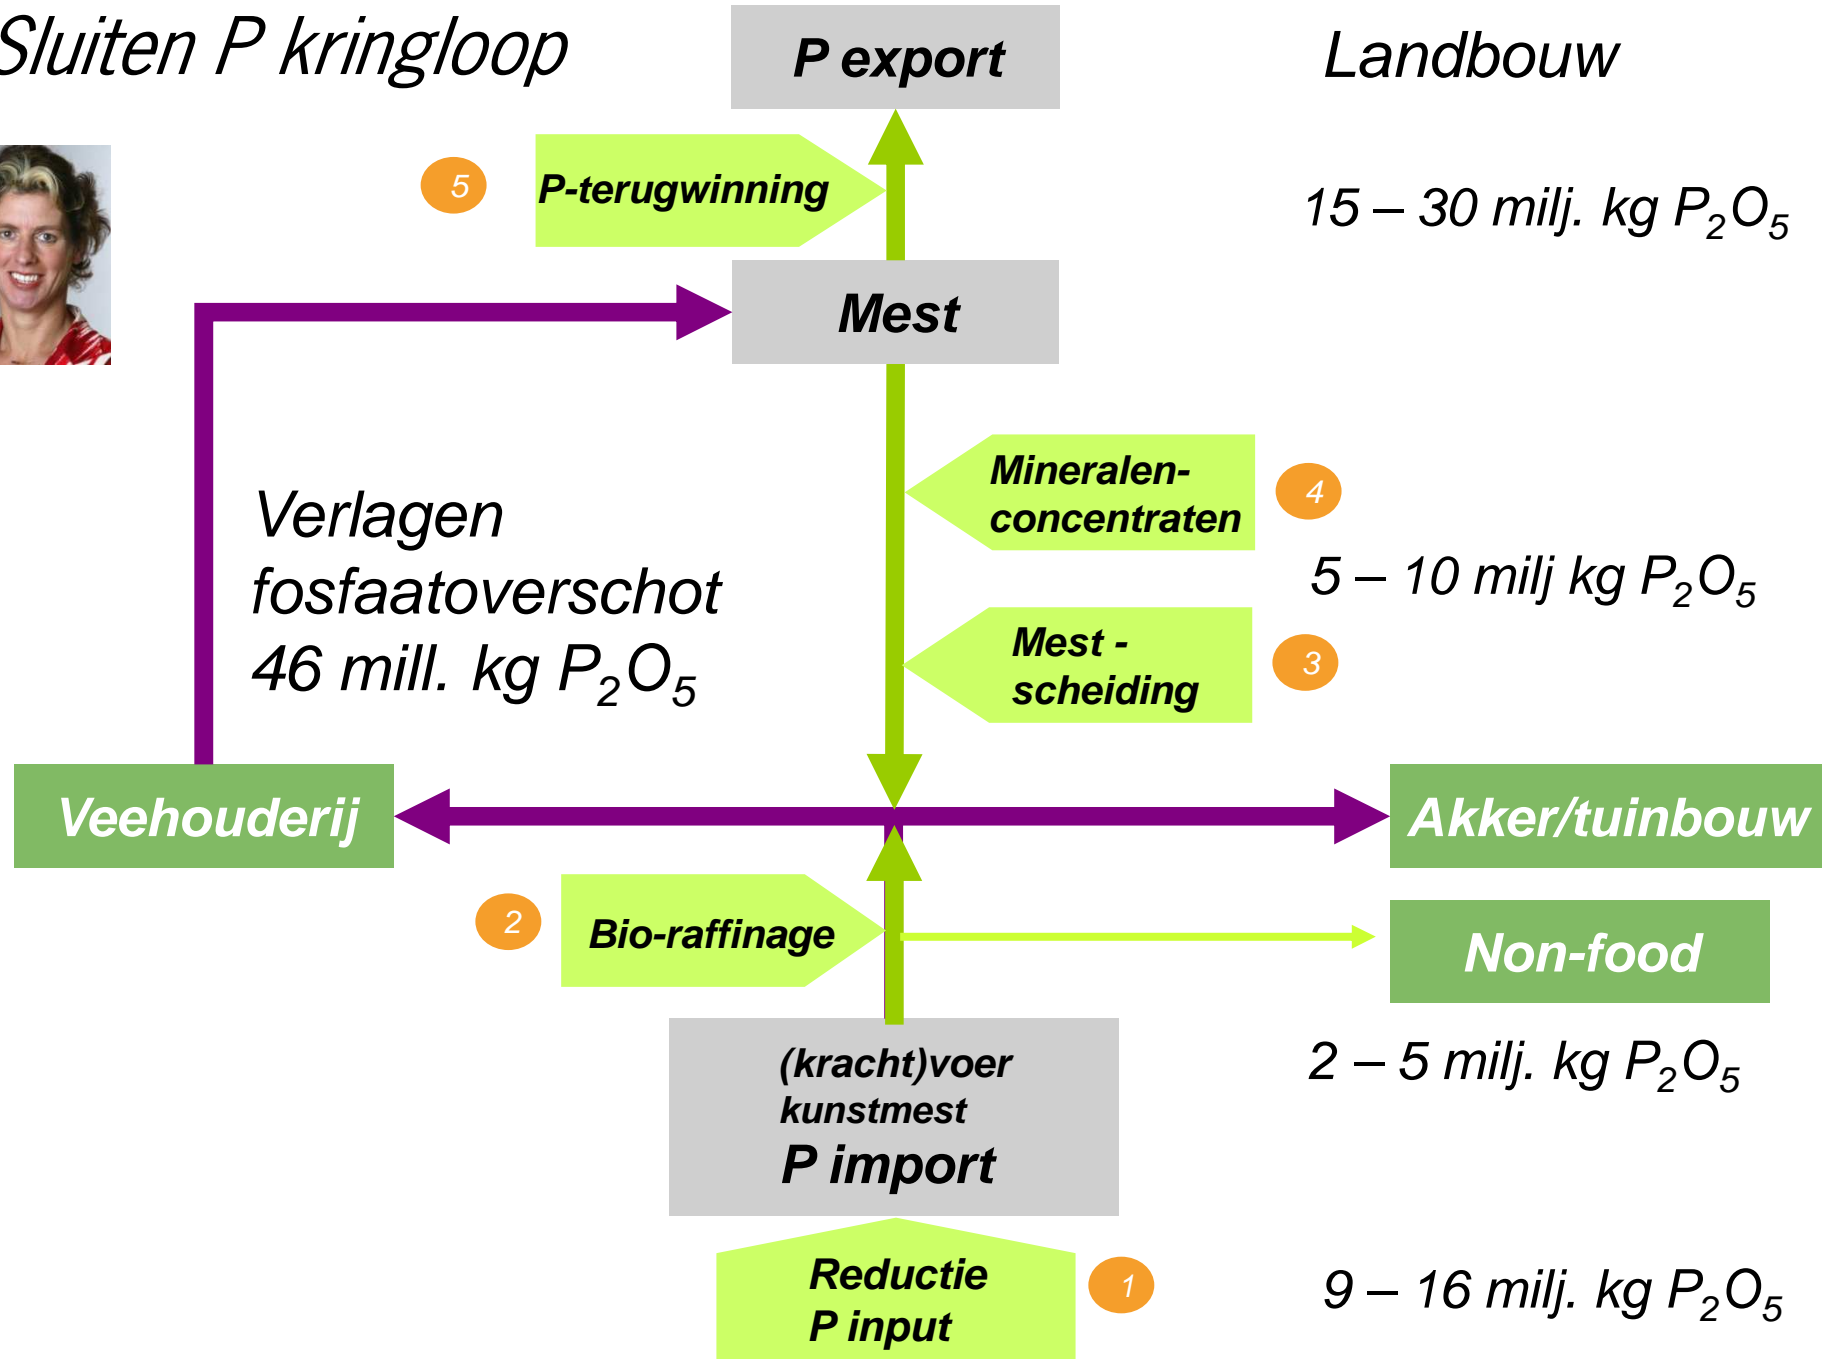 Sluiten P kringloop
P export
Landbouw
5
P-terugwinning
15 – 30 milj. kg P₂O₅
Mest
Mineralen-
concentraten
4
Verlagen
fosfaatoverschot
46 mill. kg P₂O₅
5 – 10 milj kg P₂O₅
Mest -
scheiding
3
Veehouderij
Akker/tuinbouw
2
Bio-raffinage
Non-food
(kracht)voer
kunstmest
P import
2 – 5 milj. kg P₂O₅
Reductie
P input
1
9 – 16 milj. kg P₂O₅